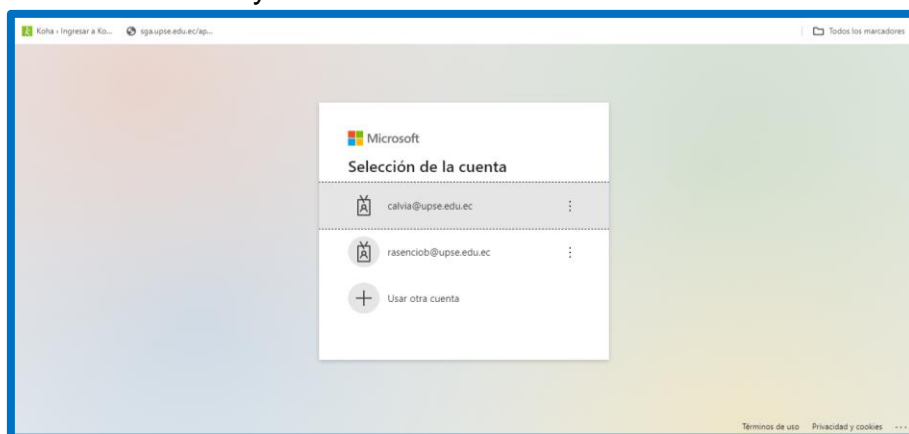 Koha › Ingresar a Ko... sga.upse.edu.ec/ap... Todos los marcadores
Microsoft
Selección de la cuenta
calvia@upse.edu.ec
rasenciob@upse.edu.ec
Usar otra cuenta
Términos de uso Privacidad y cookies ...